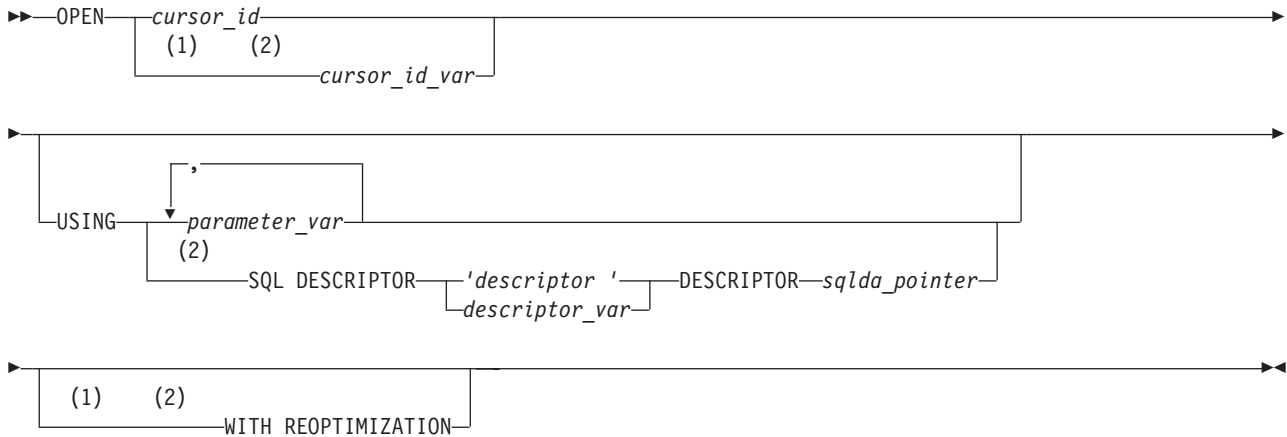 OPEN cursor_id
(1) (2)
cursor_id_var
,
USING parameter_var
(2)
SQL DESCRIPTOR 'descriptor ' DESCRIPTOR sqlda_pointer
descriptor_var
(1) (2)
WITH REOPTIMIZATION